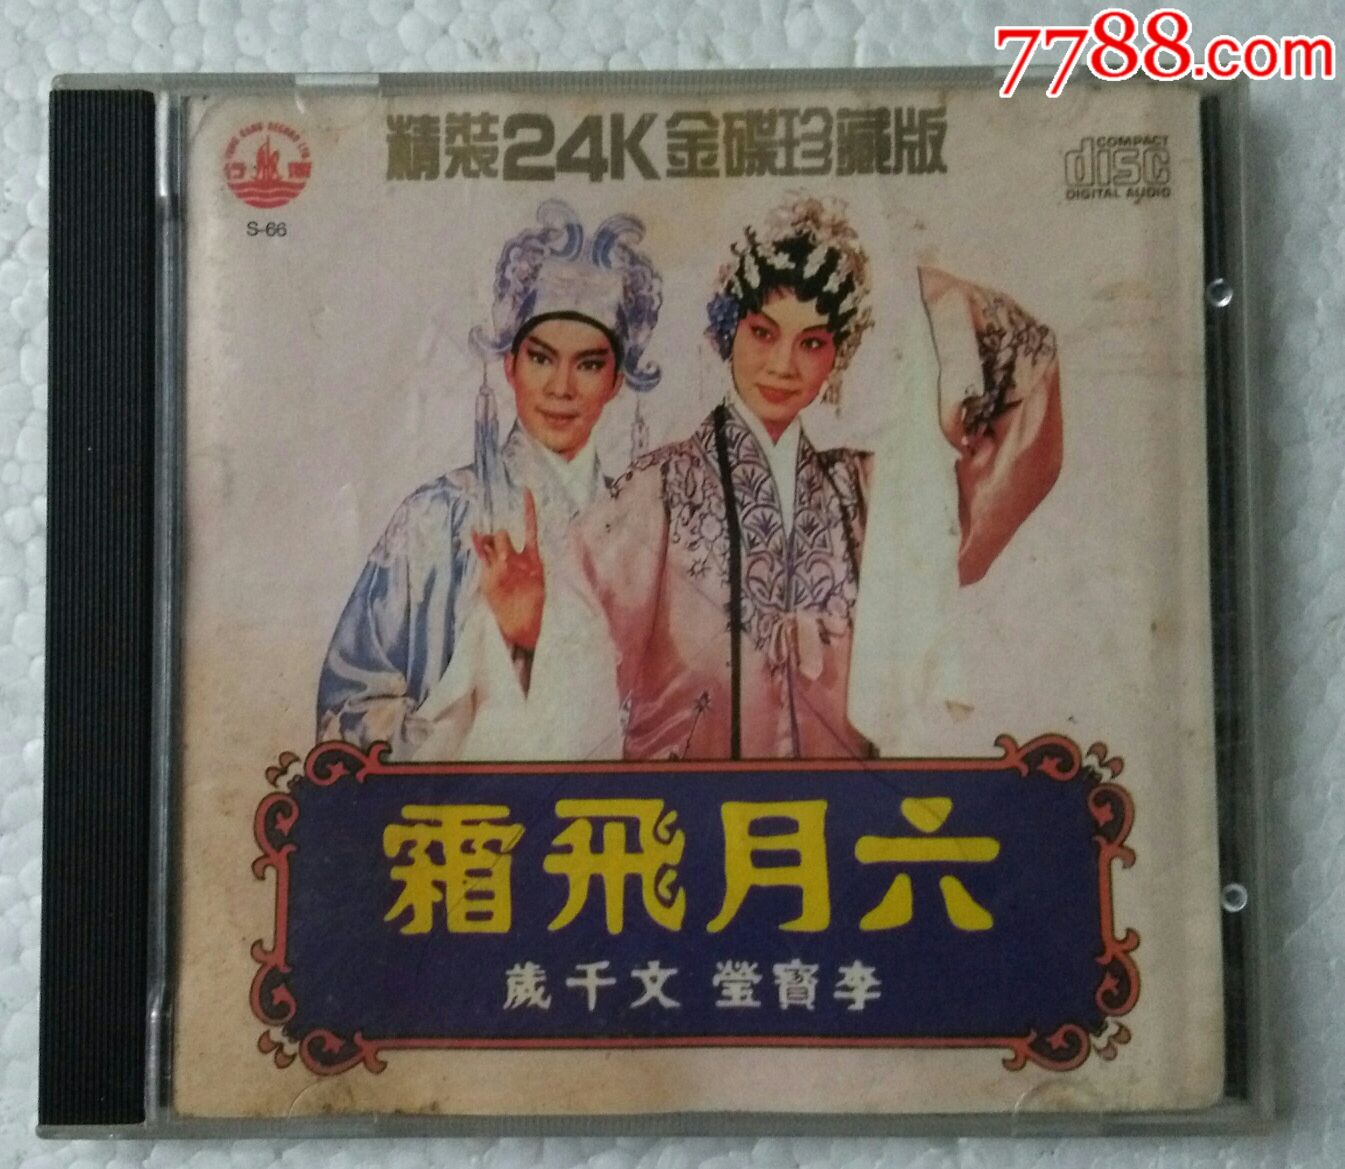 7788.com
精裝24K金碟珍藏版
COMPACT
disc
DIGITAL AUDIO
S-66
六月飛霜
李寶瑩 文千歲